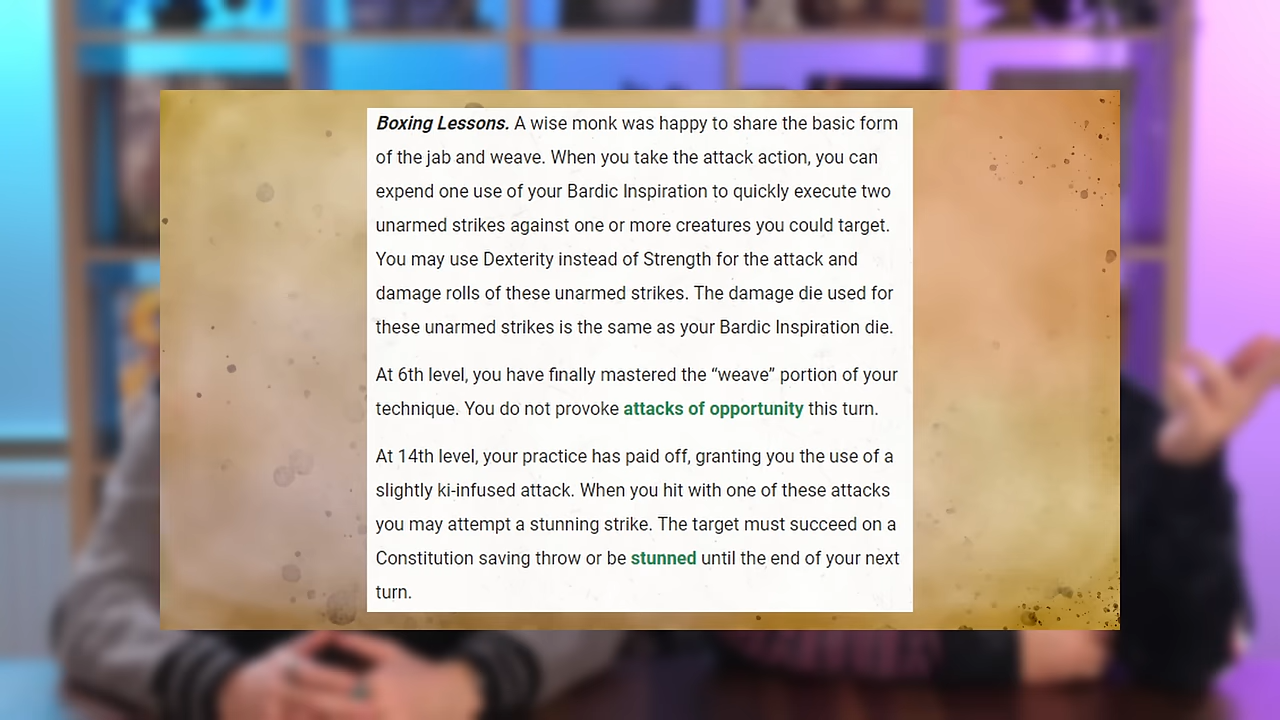 Boxing Lessons. A wise monk was happy to share the basic form
of the jab and weave. When you take the attack action, you can
expend one use of your Bardic Inspiration to quickly execute two
unarmed strikes against one or more creatures you could target.
You may use Dexterity instead of Strength for the attack and
damage rolls of these unarmed strikes. The damage die used for
these unarmed strikes is the same as your Bardic Inspiration die.
At 6th level, you have finally mastered the “weave” portion of your
technique. You do not provoke attacks of opportunity this turn.
At 14th level, your practice has paid off, granting you the use of a
slightly ki-infused attack. When you hit with one of these attacks
you may attempt a stunning strike. The target must succeed on a
Constitution saving throw or be stunned until the end of your next
turn.